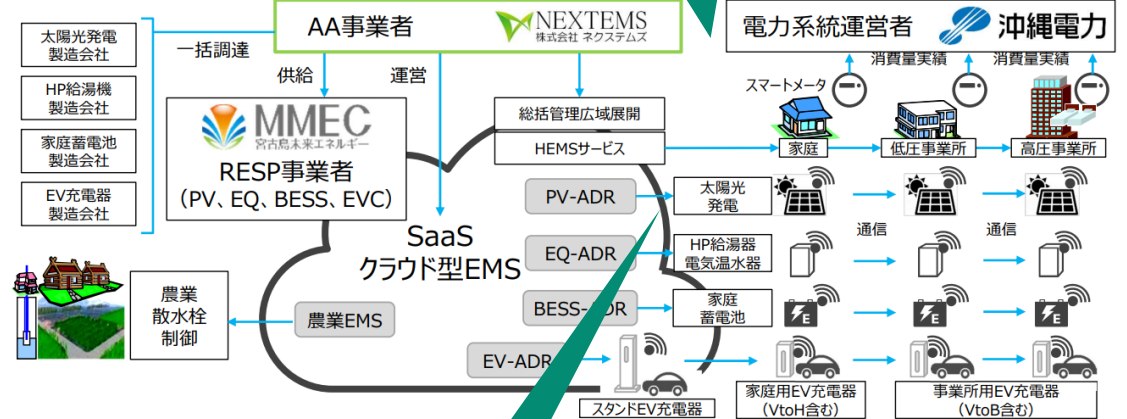 AA事業者
NEXTEMS
株式会社 ネクステムズ
電力系統運営者
沖縄電力
太陽光発電
製造会社
HP給湯機
製造会社
家庭蓄電池
製造会社
EV充電器
製造会社
一括調達
供給
運営
MMEC
宮古島未来エネルギー
RESP事業者
(PV、EQ、BESS、EVC)
総括管理広域展開
HEMSサービス
スマートメータ
消費量実績
消費量実績
家庭
低圧事業所
高圧事業所
SaaS
クラウド型EMS
PV-ADR
太陽光
発電
EQ-ADR
HP給湯器
電気温水器
通信
通信
BESS-ADR
家庭
蓄電池
E
E
E
農業
散水栓
制御
農業EMS
EV-ADR
スタンドEV充電器
家庭用EV充電器
(VtoH含む)
事業所用EV充電器
(VtoB含む)